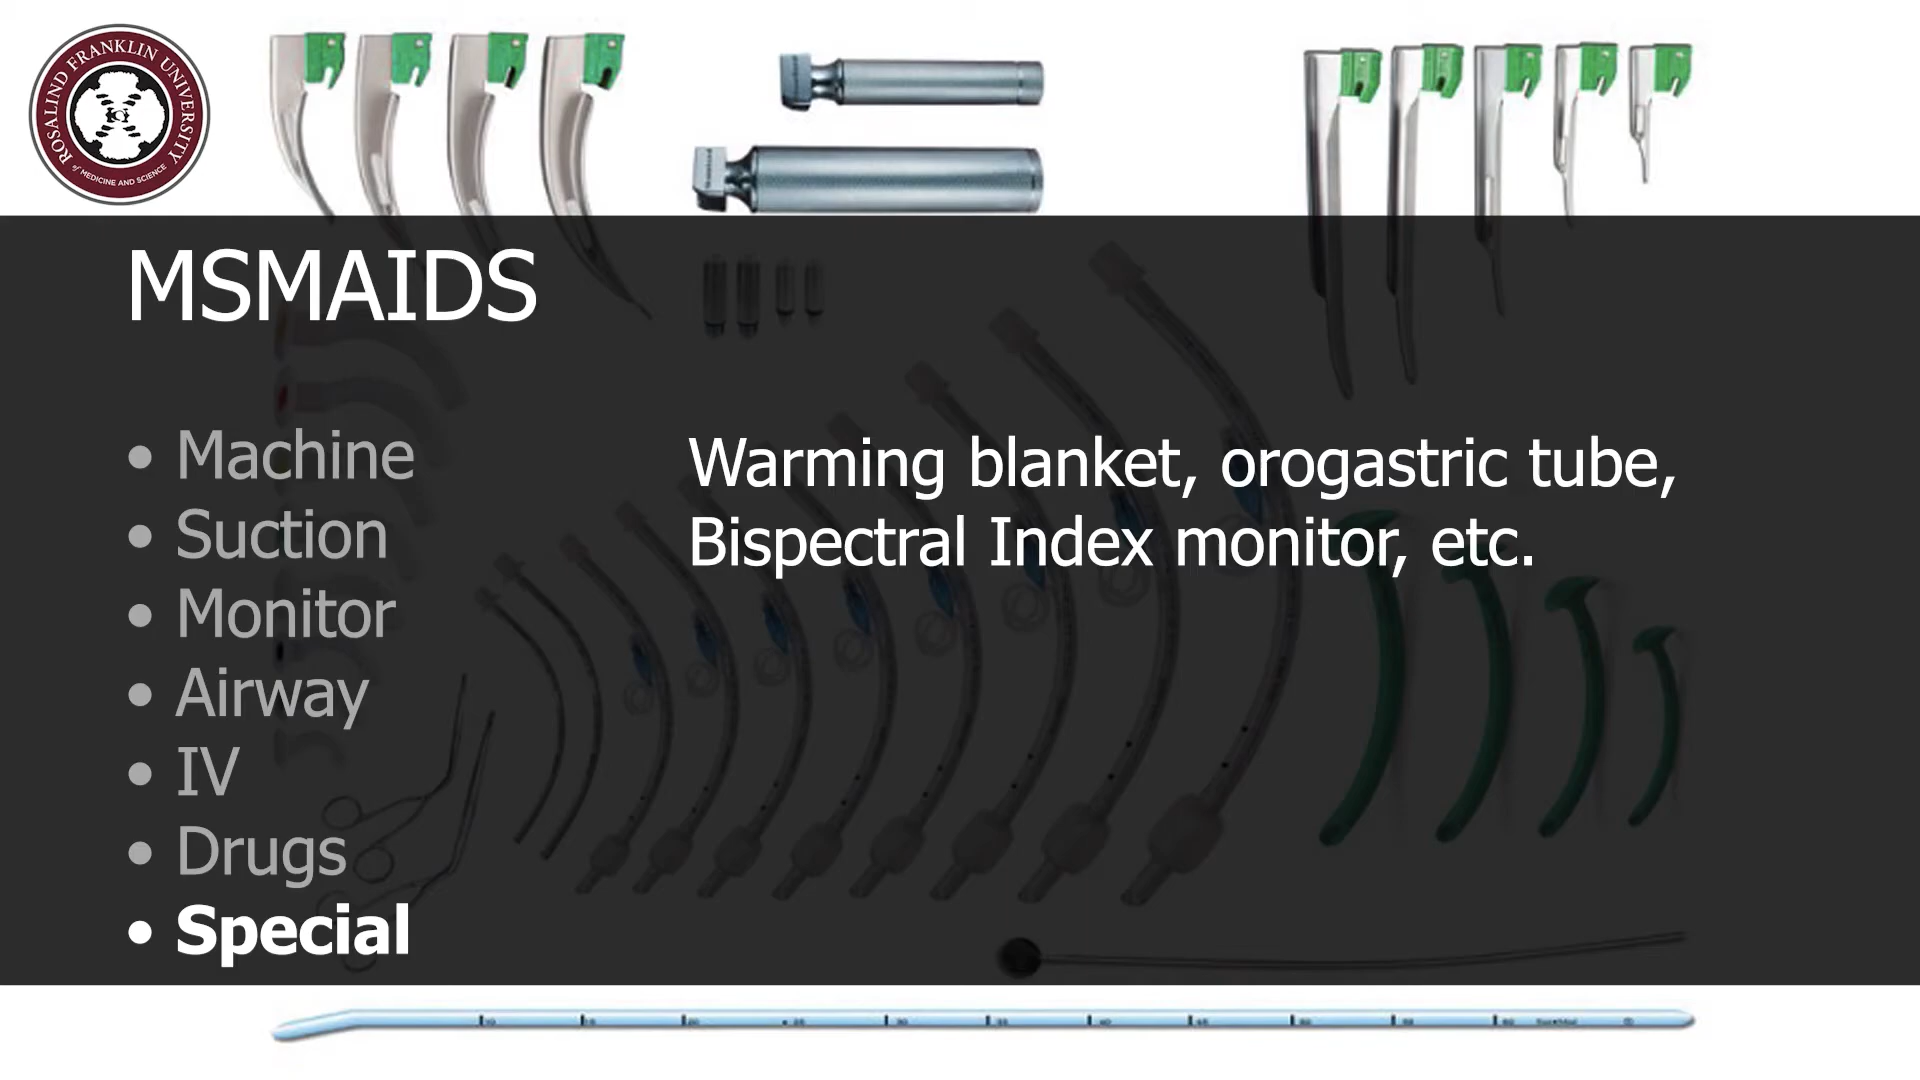 ROSALIND FRANKLIN UNIVERSITY
of MEDICINE AND SCIENCE
MSMAIDS
• Machine
• Suction
• Monitor
• Airway
• IV
• Drugs
• Special
Warming blanket, orogastric tube,
Bispectral Index monitor, etc.